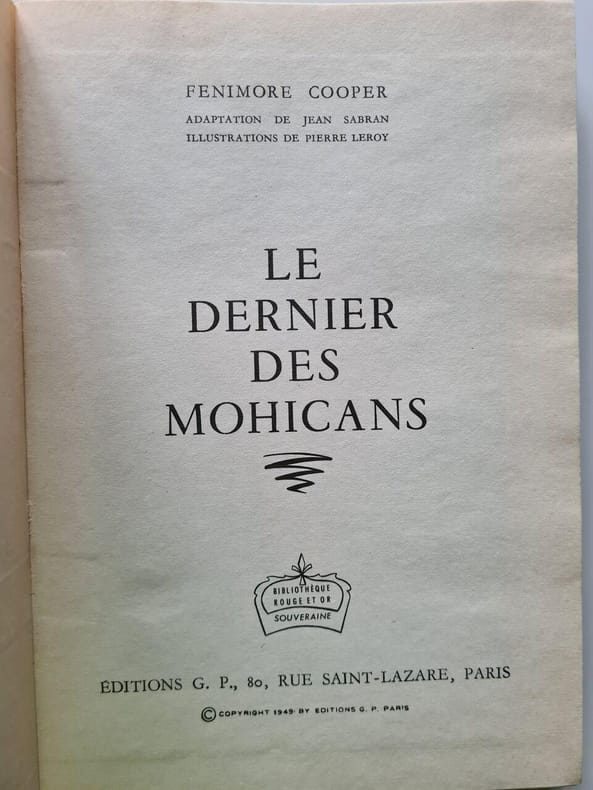 FENIMORE COOPER
ADAPTATION DE JEAN SABRAN
ILLUSTRATIONS DE PIERRE LEROY
LE
DERNIER
DES
MOHICANS
BIBLIOTHÈQUE
ROUGE ET OR
SOUVERAINE
ÉDITIONS G. P., 80, RUE SAINT-LAZARE, PARIS
© COPYRIGHT 1949 BY EDITIONS G. P. PARIS